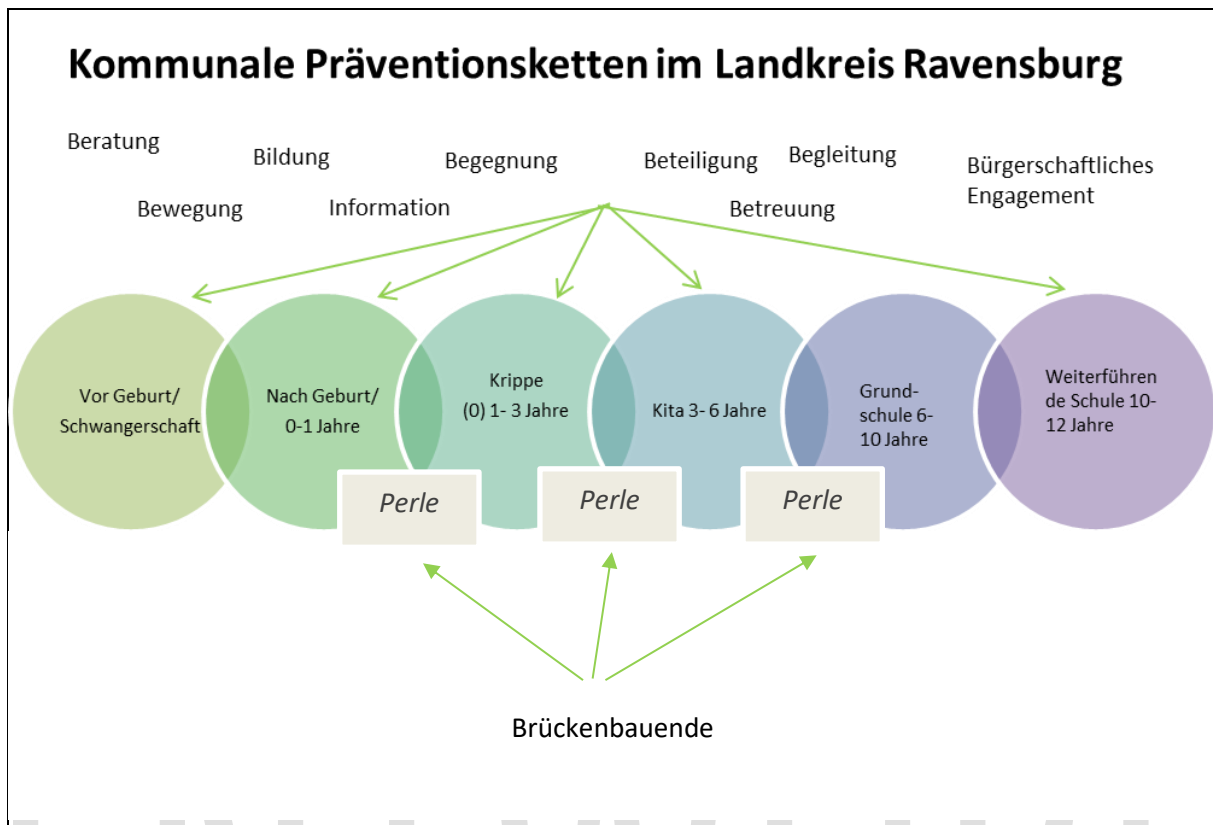 Kommunale Präventionsketten im Landkreis Ravensburg
Beratung
Bildung
Begegnung
Beteiligung
Begleitung
Bürgerschaftliches
Engagement
Bewegung
Information
Betreuung
Vor Geburt/
Schwangerschaft
Nach Geburt/
0-1 Jahre
Krippe
(0) 1- 3 Jahre
Kita 3- 6 Jahre
Grund-
schule 6-
10 Jahre
Weiterführen
de Schule 10-
12 Jahre
Perle
Perle
Perle
Brückenbauende